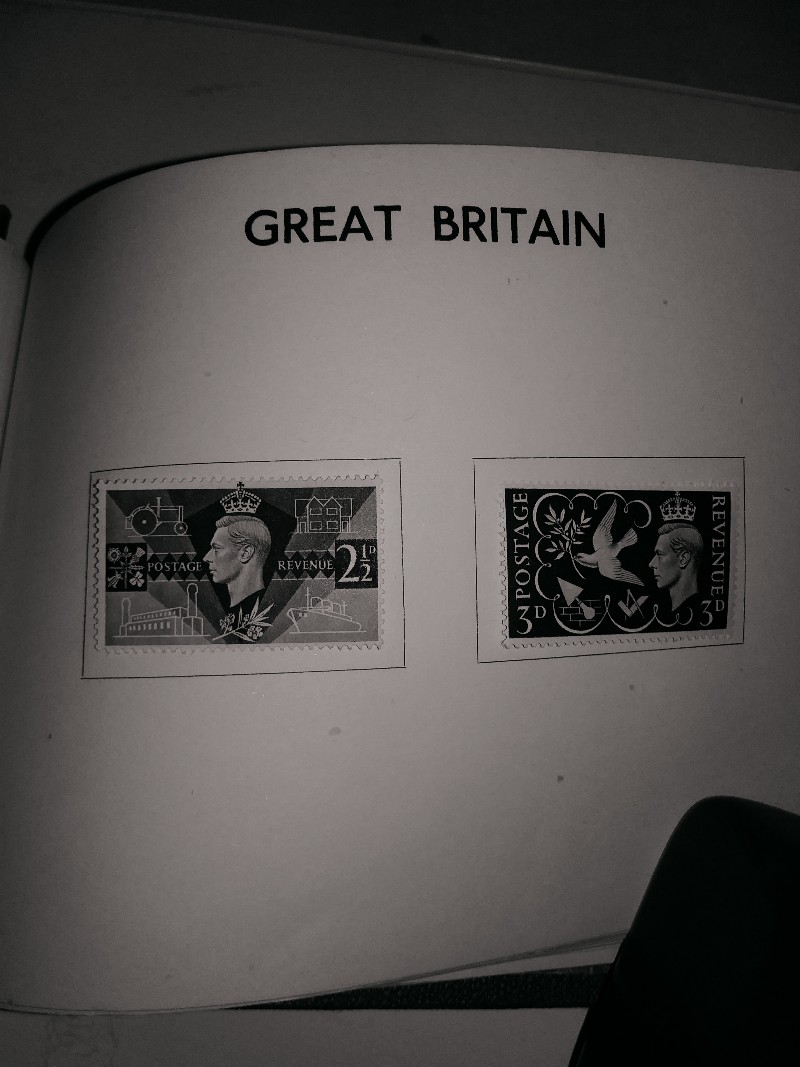 GREAT BRITAIN
POSTAGE REVENUE 2½D
POSTAGE
3D
REVENUE
3D